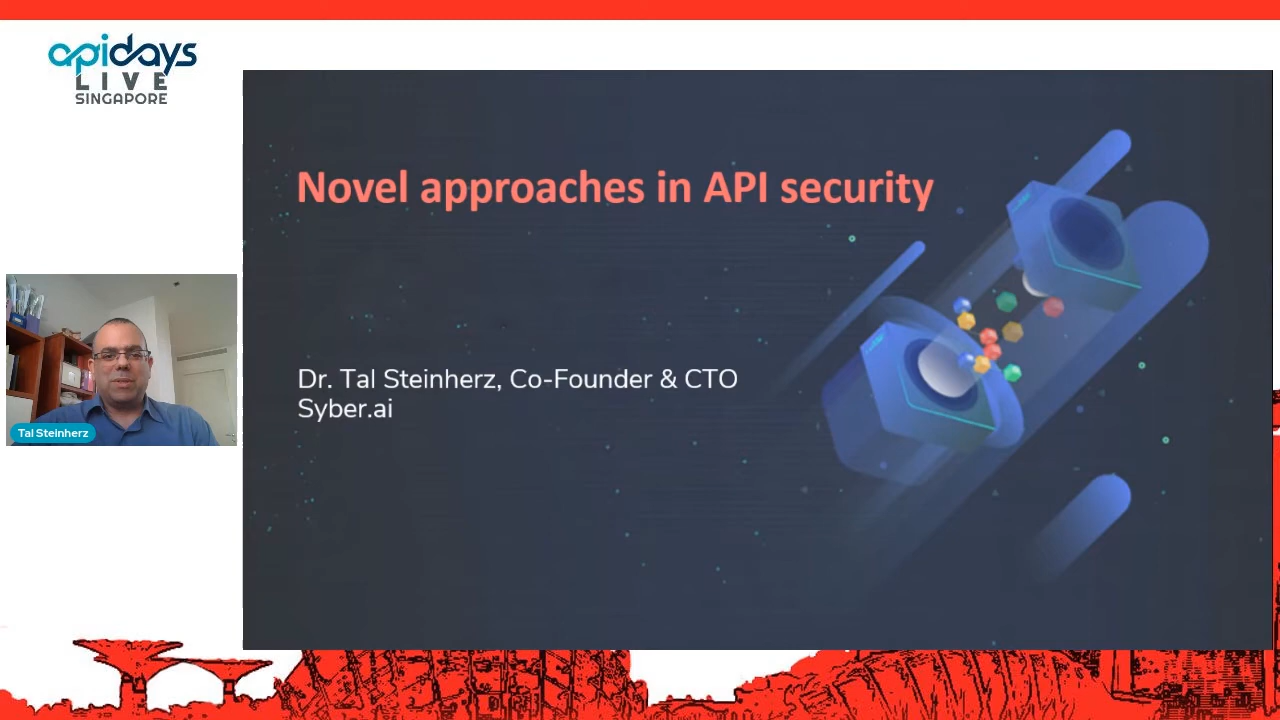 apidays
LIVE
SINGAPORE
Novel approaches in API security
Dr. Tal Steinherz, Co-Founder & CTO
Syber.ai
Tal Steinherz